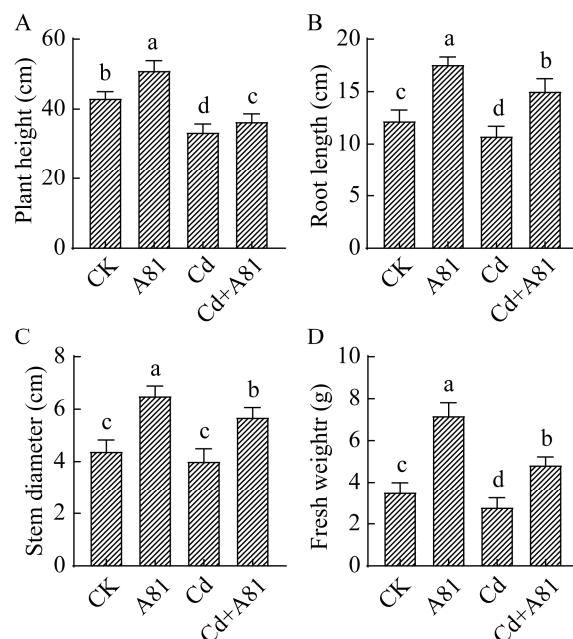 A
Plant height (cm)
60
40
20
0
b
a
d
c
CK
A81
Cd
Cd+A81
B
Root length (cm)
20
15
10
5
0
c
a
d
b
CK
A81
Cd
Cd+A81
C
Stem diameter (cm)
8
6
4
2
0
c
a
c
b
CK
A81
Cd
Cd+A81
D
Fresh weightr (g)
10
8
6
4
2
0
c
a
d
b
CK
A81
Cd
Cd+A81